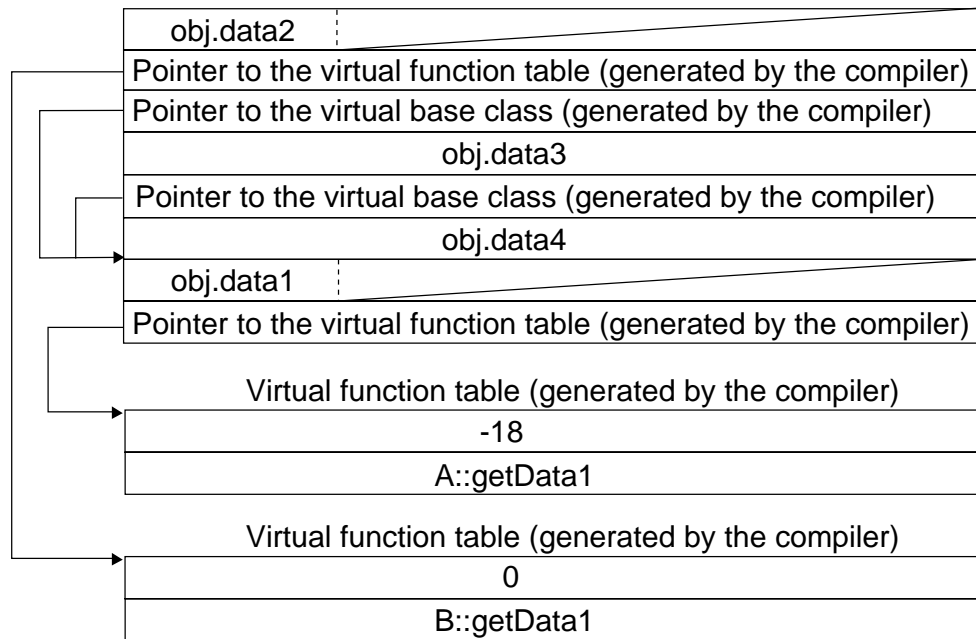 obj.data2
Pointer to the virtual function table (generated by the compiler)
Pointer to the virtual base class (generated by the compiler)
obj.data3
Pointer to the virtual base class (generated by the compiler)
obj.data4
obj.data1
Pointer to the virtual function table (generated by the compiler)
Virtual function table (generated by the compiler)
-18
A::getData1
Virtual function table (generated by the compiler)
0
B::getData1